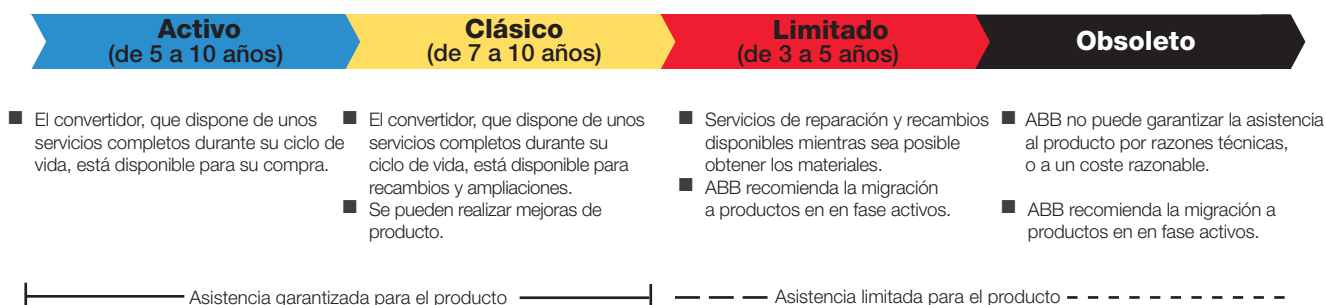 Activo
(de 5 a 10 años)
Clásico
(de 7 a 10 años)
Limitado
(de 3 a 5 años)
Obsoleto
■ El convertidor, que dispone de unos
servicios completos durante su ciclo de
vida, está disponible para su compra.
■ El convertidor, que dispone de unos
servicios completos durante su
ciclo de vida, está disponible para
recambios y ampliaciones.
■ Se pueden realizar mejoras de
producto.
■ Servicios de reparación y recambios
disponibles mientras sea posible
obtener los materiales.
■ ABB recomienda la migración
a productos en en fase activos.
■ ABB no puede garantizar la asistencia
al producto por razones técnicas,
o a un coste razonable.
■ ABB recomienda la migración a
productos en en fase activos.
Asistencia garantizada para el producto
Asistencia limitada para el producto